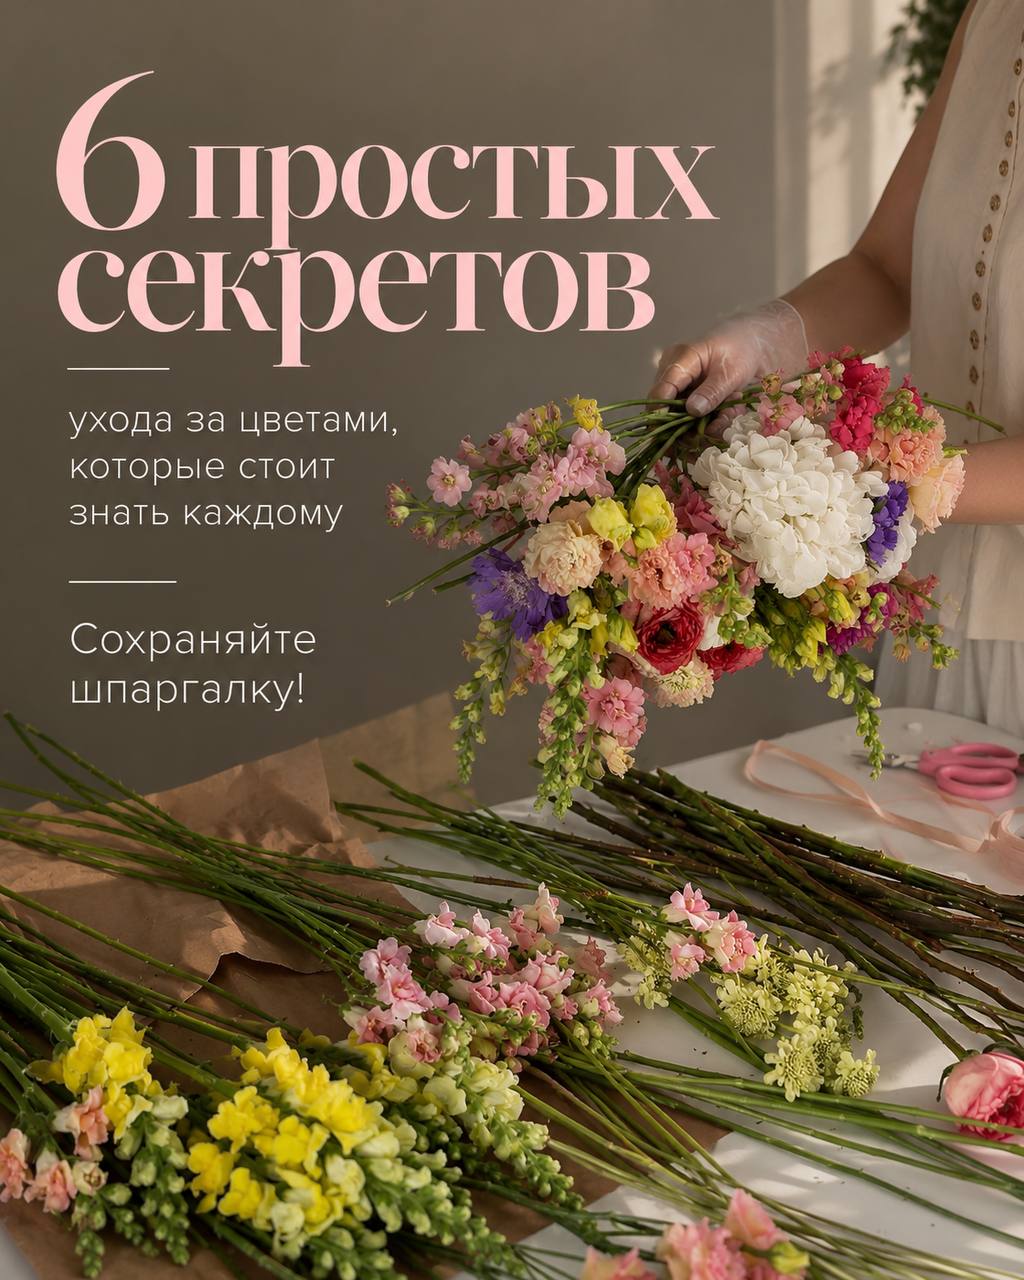 6 простых
секретов
ухода за цветами,
которые стоит
знать каждому
Сохраняйте
шпаргалку!